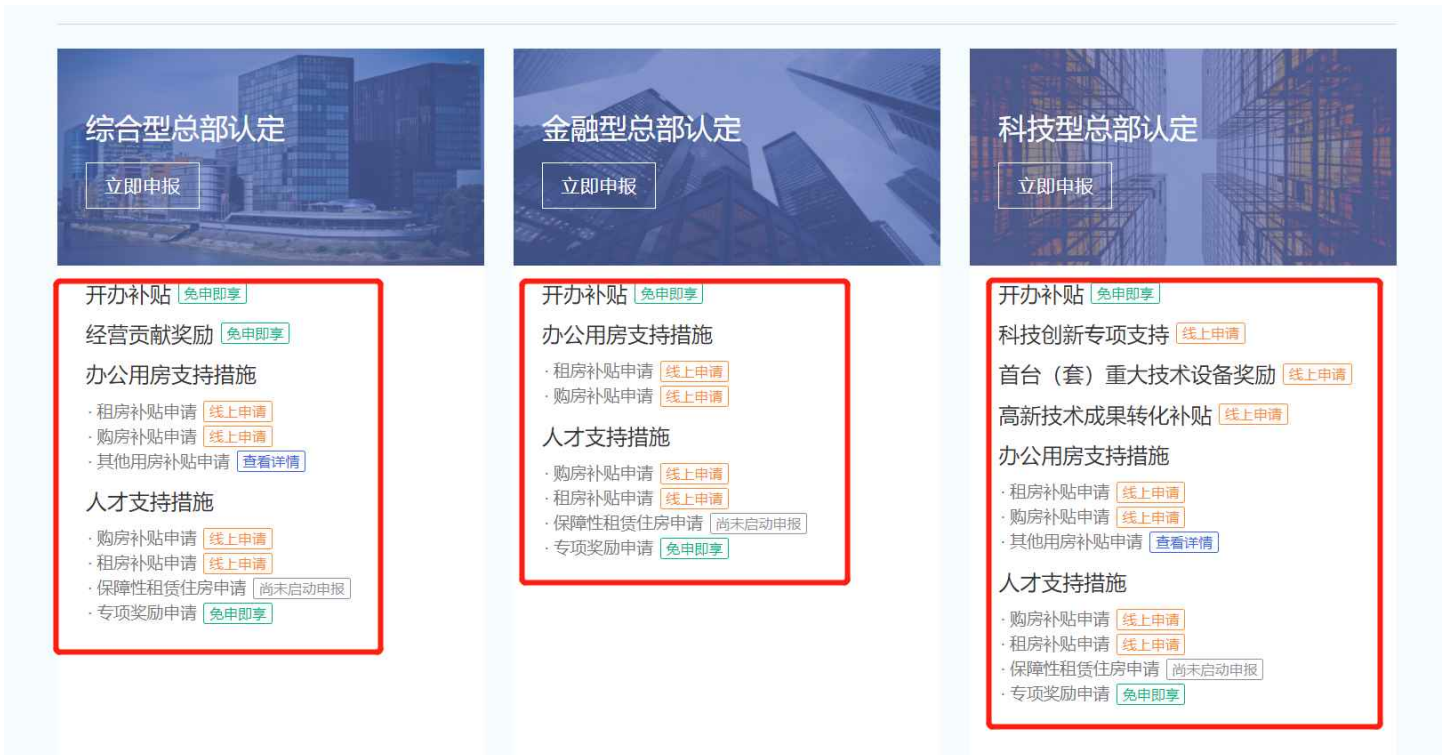 综合型总部认定
立即申报
开办补贴 免申即享
经营贡献奖励 免申即享
办公用房支持措施
·租房补贴申请 线上申请
·购房补贴申请 线上申请
·其他用房补贴申请 查看详情
人才支持措施
·购房补贴申请 线上申请
·租房补贴申请 线上申请
·保障性租赁住房申请 尚未启动申报
·专项奖励申请 免申即享
金融型总部认定
立即申报
开办补贴 免申即享
办公用房支持措施
·租房补贴申请 线上申请
·购房补贴申请 线上申请
人才支持措施
·购房补贴申请 线上申请
·租房补贴申请 线上申请
·保障性租赁住房申请 尚未启动申报
·专项奖励申请 免申即享
科技型总部认定
立即申报
开办补贴 免申即享
科技创新专项支持 线上申请
首台（套）重大技术设备奖励 线上申请
高新技术成果转化补贴 线上申请
办公用房支持措施
·租房补贴申请 线上申请
·购房补贴申请 线上申请
·其他用房补贴申请 查看详情
人才支持措施
·购房补贴申请 线上申请
·租房补贴申请 线上申请
·保障性租赁住房申请 尚未启动申报
·专项奖励申请 免申即享